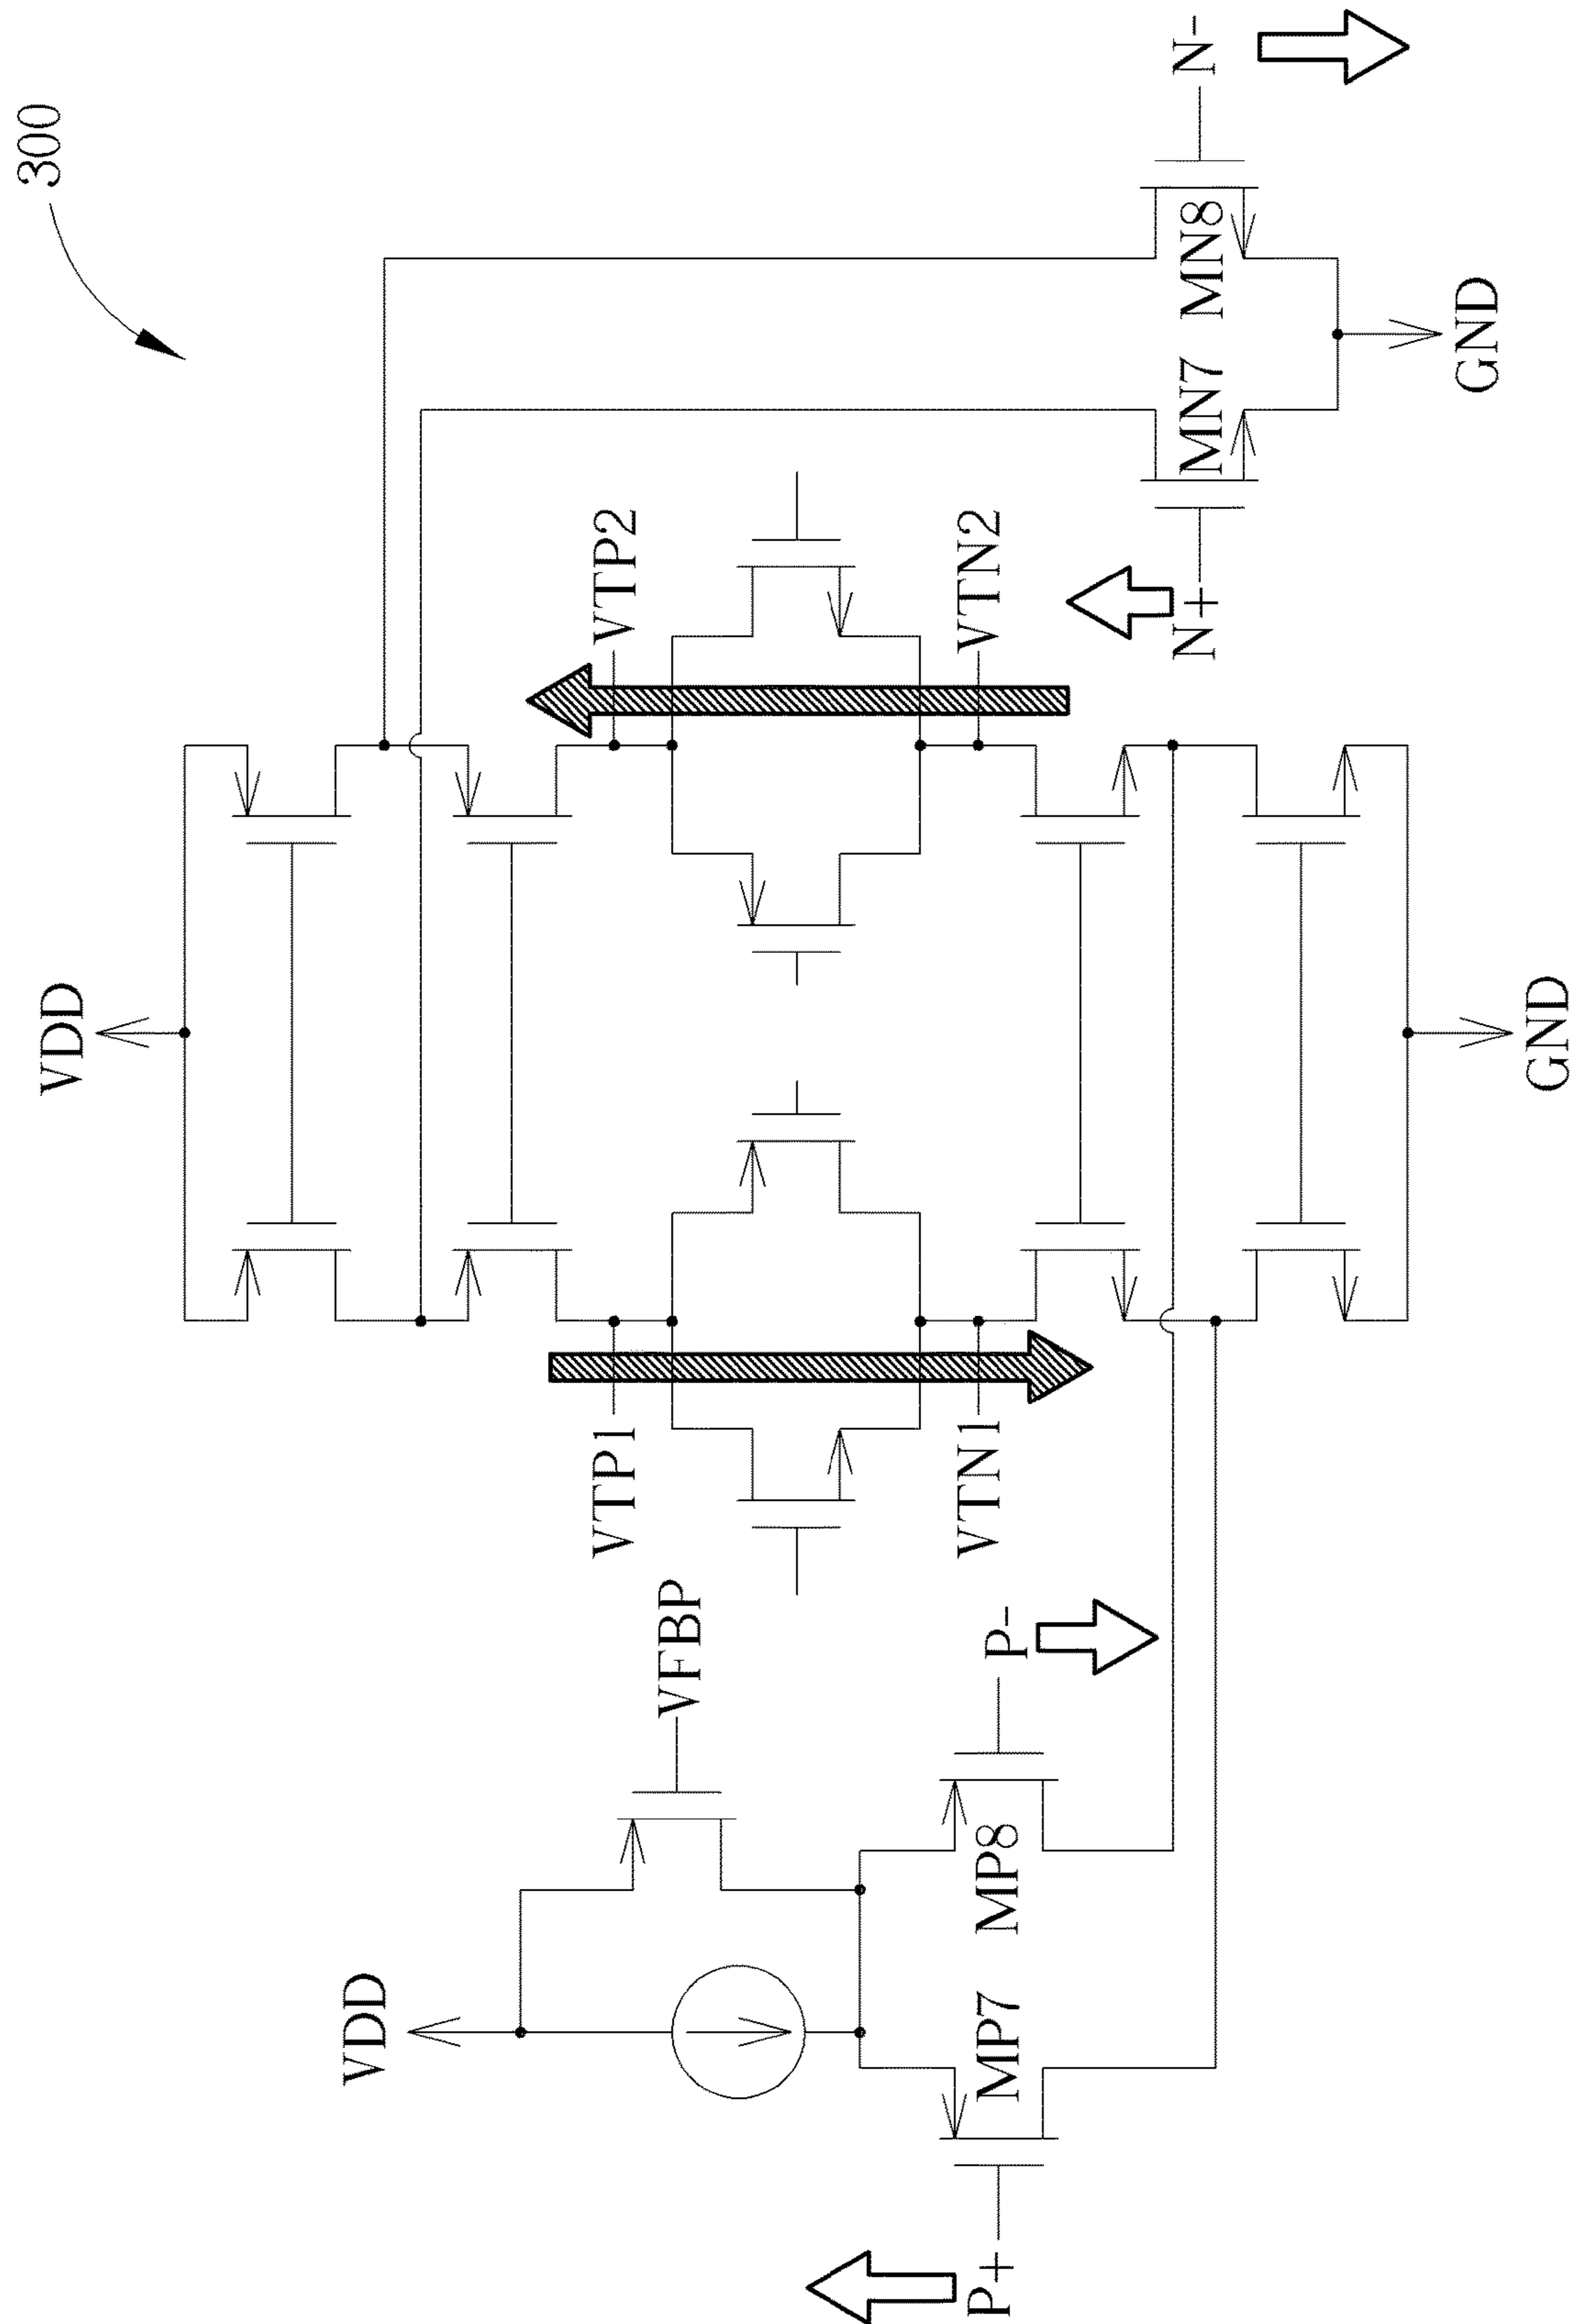 300
VDD
VDD
VFBP
P+
MP7
MP8
P-
VTP1
VTN1
VTP2
VTN2
N+
MN7
MN8
N-
GND
GND